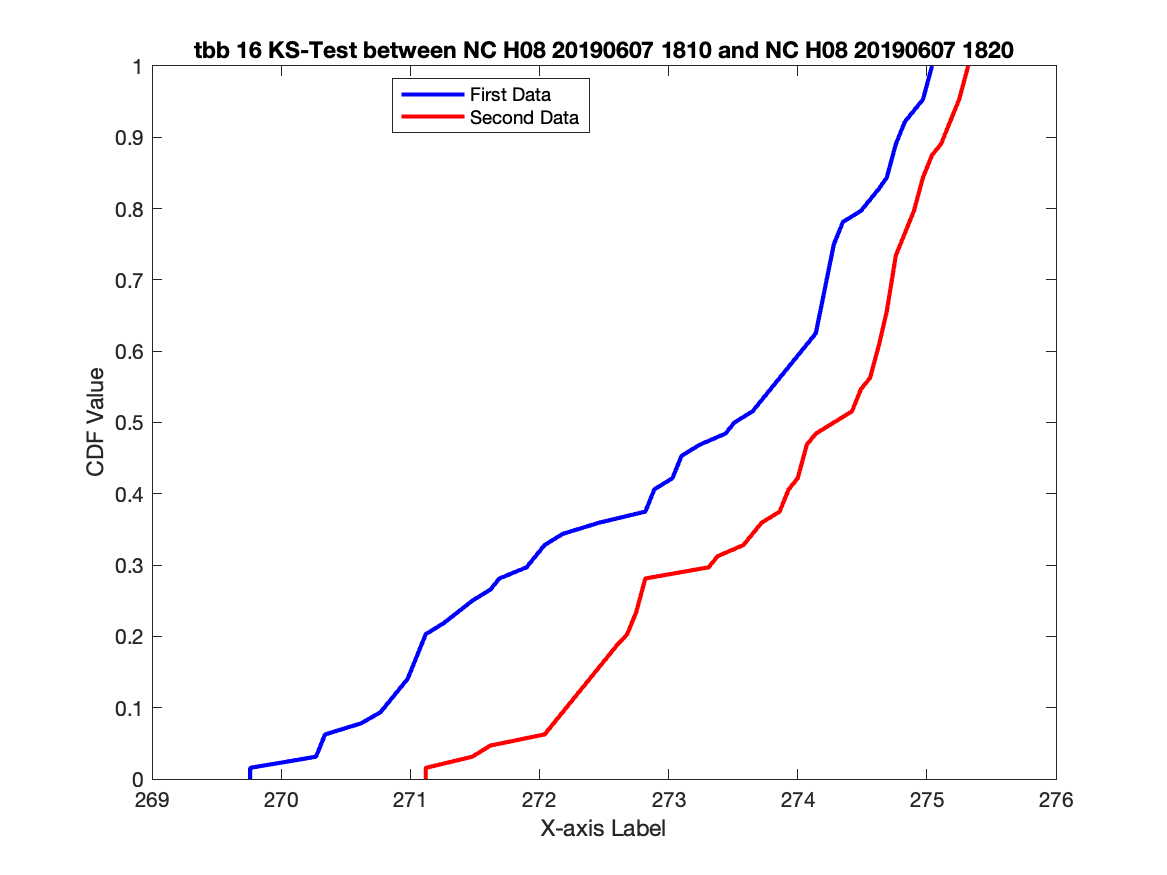 tbb 16 KS-Test between NC H08 20190607 1810 and NC H08 20190607 1820
First Data
Second Data
1
0.9
0.8
0.7
0.6
0.5
0.4
0.3
0.2
0.1
0
CDF Value
269 270 271 272 273 274 275 276
X-axis Label